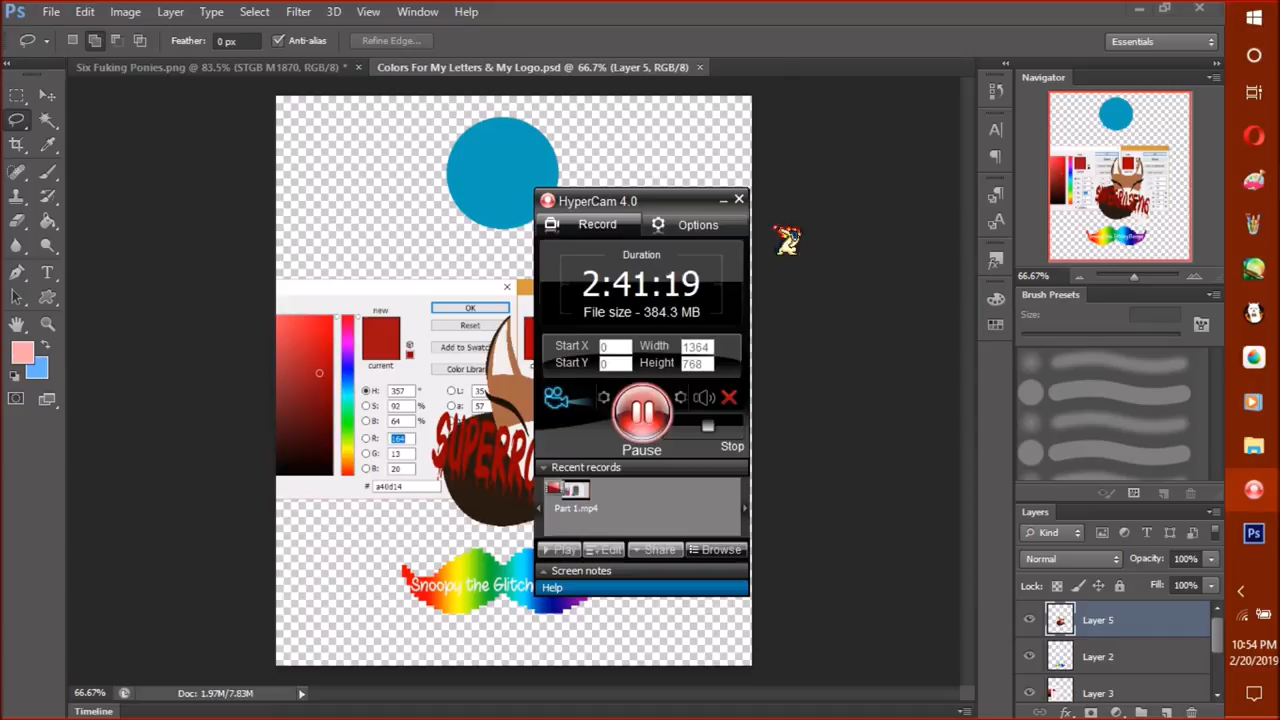 Ps File Edit Image Layer Type Select Filter 3D View Window Help
Feather: 0 px Anti-alias Refine Edge... Essentials
Six Fuking Ponies.png @ 83.5% (STGB M1870, RGB/8) * × Colors For My Letters & My Logo.psd @ 66.7% (Layer 5, RGB/8) ×
Navigator
66.67%
Brush Presets
Size:
HyperCam 4.0
Record Options
Duration
2:41:19
File size - 384.3 MB
Start X 0 Width 1364
Start Y 0 Height 768
Pause
Stop
Recent records
Part 1.mp4
Play Edit Share Browse
Screen notes
Help
new
current
OK
Reset
Add to Swatc
Color Librar
H: 357 °
S: 92 %
B: 64 %
R: 164
G: 13
B: 20
L: 35
a: 57
# a40d14
SUPERR
Snoopy the Glitch
Layers
Kind
Normal Opacity: 100%
Lock: Fill: 100%
Layer 5
Layer 2
Layer 3
66.67% Doc: 1.97M/7.83M
Timeline
Ps
10:54 PM
2/20/2019